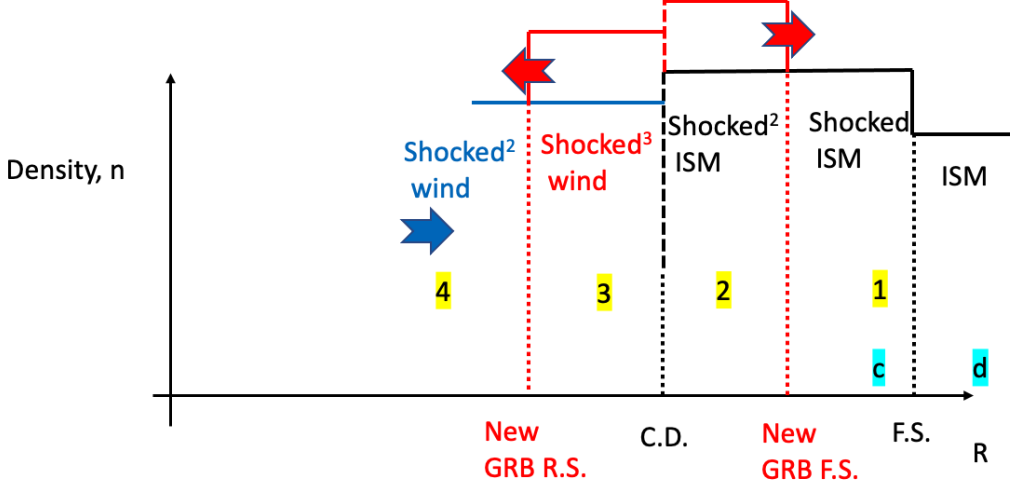 Density, n
Shocked²
wind
Shocked³
wind
Shocked²
ISM
Shocked
ISM
ISM
4
3
2
1
c
d
New
GRB R.S.
C.D.
New
GRB F.S.
F.S.
R